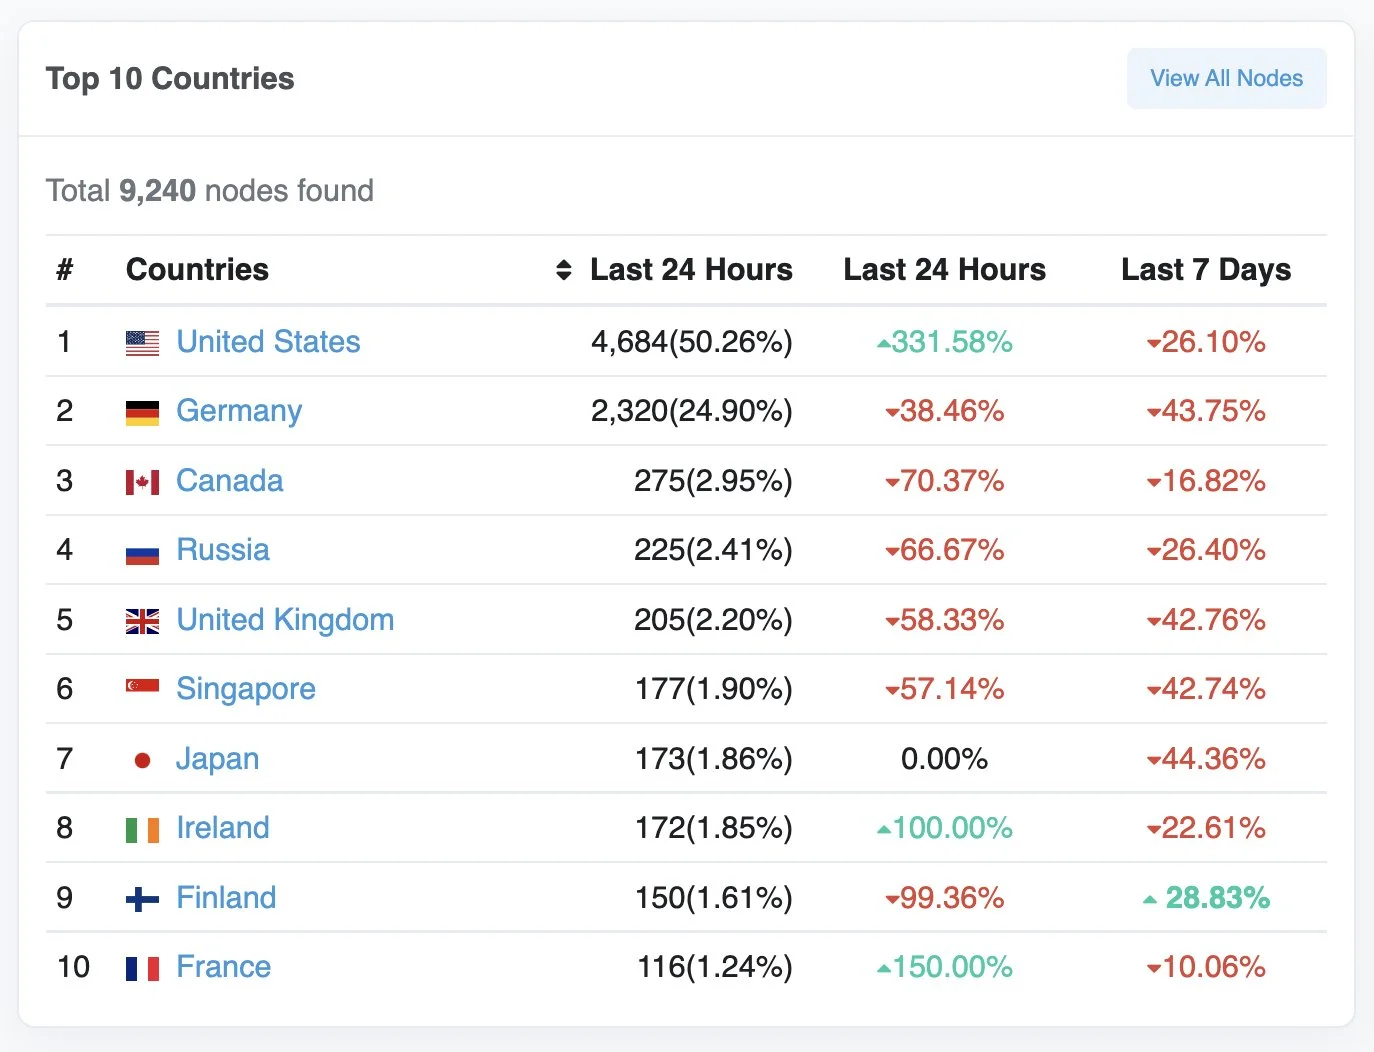 Top 10 Countries
View All Nodes
Total 9,240 nodes found
# Countries Last 24 Hours Last 24 Hours Last 7 Days
1 United States 4,684(50.26%) 331.58% 26.10%
2 Germany 2,320(24.90%) 38.46% 43.75%
3 Canada 275(2.95%) 70.37% 16.82%
4 Russia 225(2.41%) 66.67% 26.40%
5 United Kingdom 205(2.20%) 58.33% 42.76%
6 Singapore 177(1.90%) 57.14% 42.74%
7 Japan 173(1.86%) 0.00% 44.36%
8 Ireland 172(1.85%) 100.00% 22.61%
9 Finland 150(1.61%) 99.36% 28.83%
10 France 116(1.24%) 150.00% 10.06%